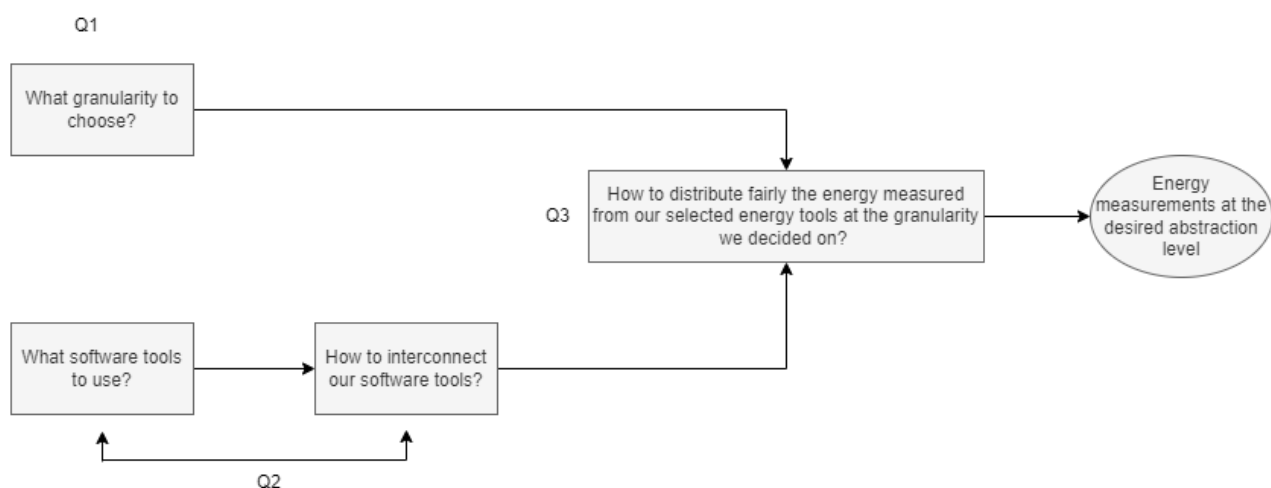 Q1
What granularity to
choose?
Q3
How to distribute fairly the energy measured
from our selected energy tools at the granularity
we decided on?
Energy
measurements at the
desired abstraction
level
What software tools
to use?
How to interconnect
our software tools?
Q2